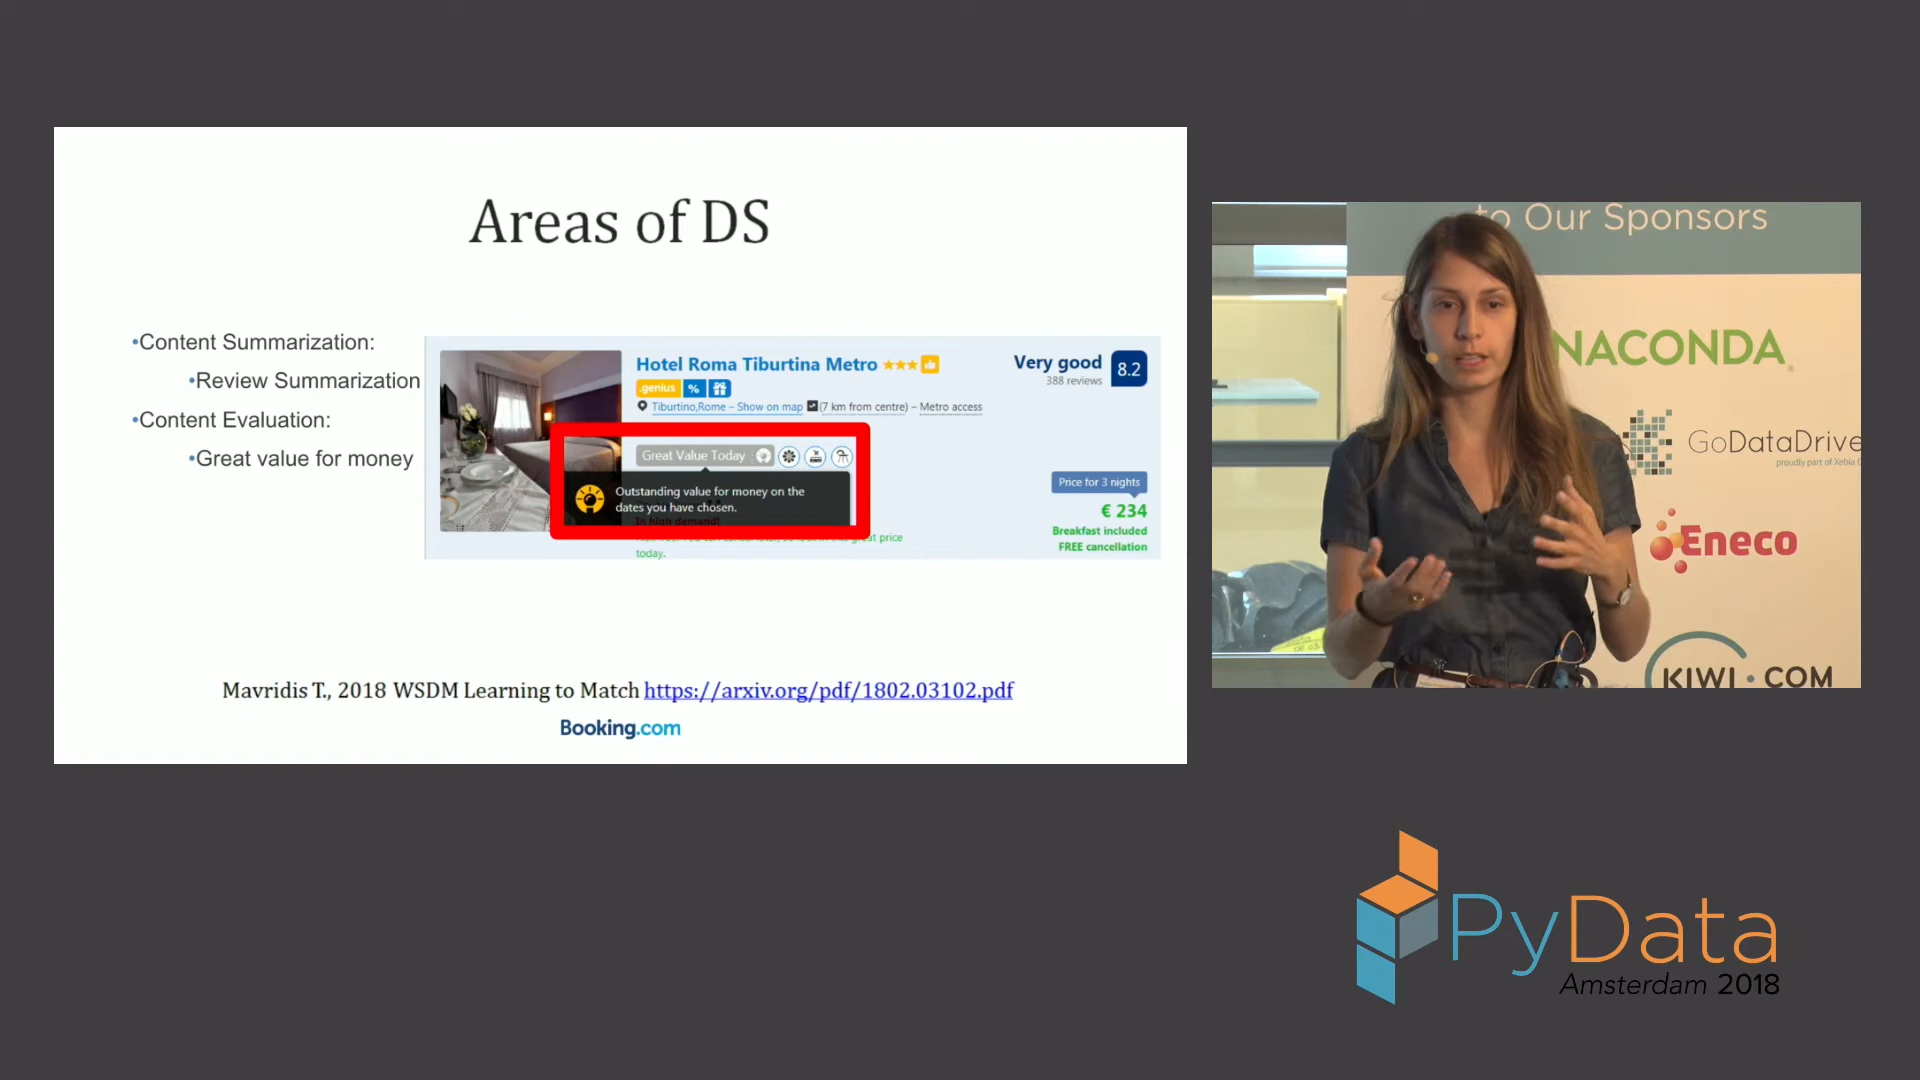 Areas of DS
•Content Summarization:
•Review Summarization
•Content Evaluation:
•Great value for money
Hotel Roma Tiburtina Metro
.genius %
Tiburtino,Rome – Show on map (7 km from centre) – Metro access
Very good 8.2
388 reviews
Great Value Today
Outstanding value for money on the
dates you have chosen.
In high demand!
great price
today.
Price for 3 nights
€ 234
Breakfast included
FREE cancellation
Mavridis T., 2018 WSDM Learning to Match https://arxiv.org/pdf/1802.03102.pdf
Booking.com
to Our Sponsors
NACONDA
GoDataDrive
proudly part of Xebia
Eneco
KIWI.COM
PyData
Amsterdam 2018